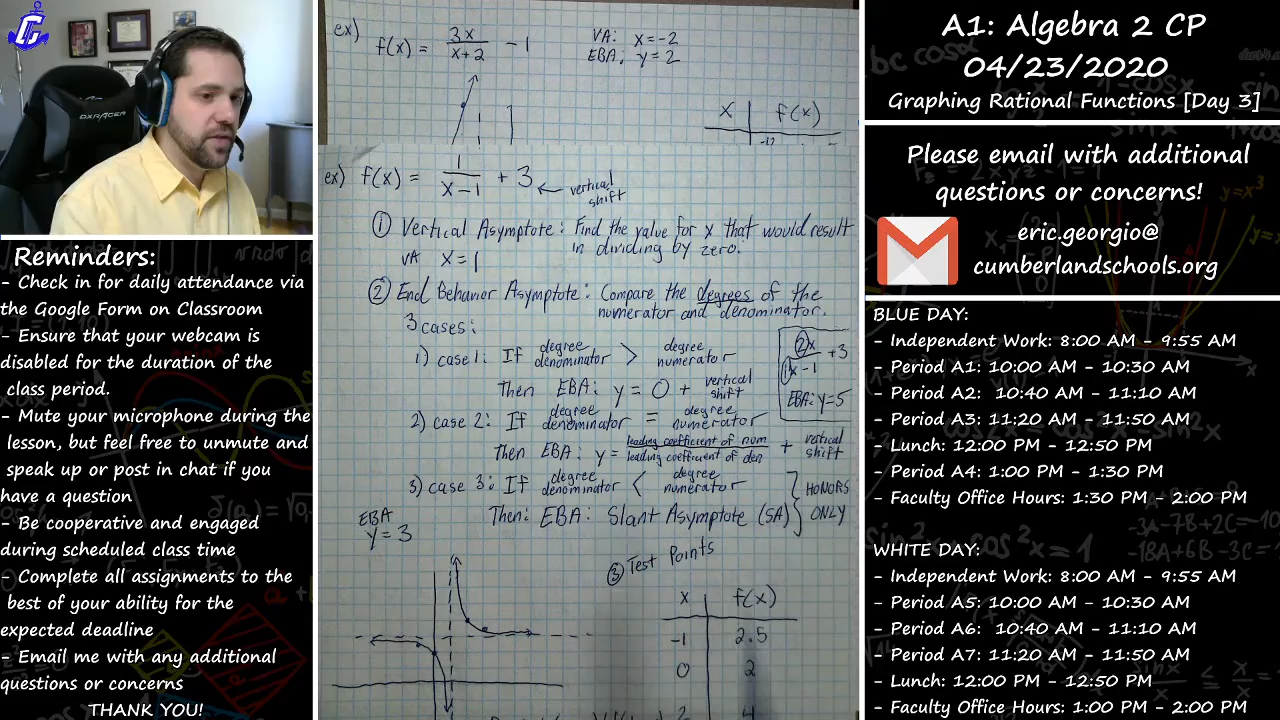 C
DXRACER
Reminders:
- Check in for daily attendance via
the Google Form on Classroom
- Ensure that your webcam is
disabled for the duration of the
class period.
- Mute your microphone during the
lesson, but feel free to unmute and
speak up or post in chat if you
have a question
- Be cooperative and engaged
during scheduled class time
- Complete all assignments to the
best of your ability for the
expected deadline
- Email me with any additional
questions or concerns
THANK YOU!
ex) f(x) = 3x / x+2 - 1
VA: x=-2
EBA: y=2
x | f(x)
ex) f(x) = 1 / x-1 + 3 ← vertical shift
① Vertical Asymptote: Find the value for x that would result
in dividing by zero.
VA x=1
② End Behavior Asymptote: Compare the degrees of the
numerator and denominator.
3 cases:
1) case 1: If degree denominator > degree numerator
Then EBA: y = 0 + vertical shift
2x / 1x-1 +3
EBA: y=5
2) case 2: If degree denominator = degree numerator
Then EBA: y = leading coefficient of num / leading coefficient of den + vertical shift
3) case 3: If degree denominator < degree numerator
Then: EBA: Slant Asymptote (SA)
} HONORS ONLY
EBA
y=3
③ Test Points
x | f(x)
-1 | 2.5
0 | 2
2 | 4
A1: Algebra 2 CP
04/23/2020
Graphing Rational Functions [Day 3]
Please email with additional
questions or concerns!
eric.georgio@
cumberlandschools.org
BLUE DAY:
- Independent Work: 8:00 AM - 9:55 AM
- Period A1: 10:00 AM - 10:30 AM
- Period A2: 10:40 AM - 11:10 AM
- Period A3: 11:20 AM - 11:50 AM
- Lunch: 12:00 PM - 12:50 PM
- Period A4: 1:00 PM - 1:30 PM
- Faculty Office Hours: 1:30 PM - 2:00 PM
WHITE DAY:
- Independent Work: 8:00 AM - 9:55 AM
- Period A5: 10:00 AM - 10:30 AM
- Period A6: 10:40 AM - 11:10 AM
- Period A7: 11:20 AM - 11:50 AM
- Lunch: 12:00 PM - 12:50 PM
- Faculty Office Hours: 1:00 PM - 2:00 PM